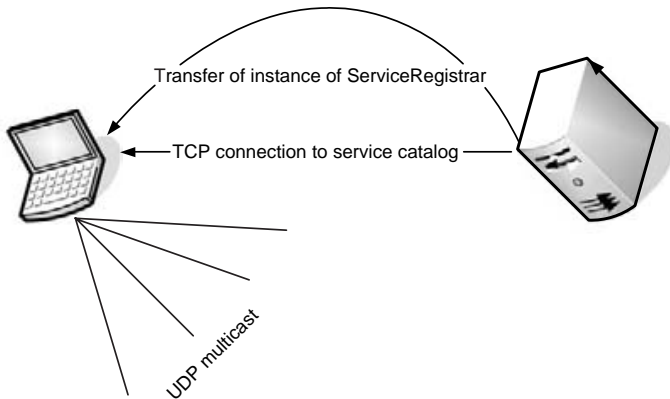 Transfer of instance of ServiceRegistrar
TCP connection to service catalog
UDP multicast